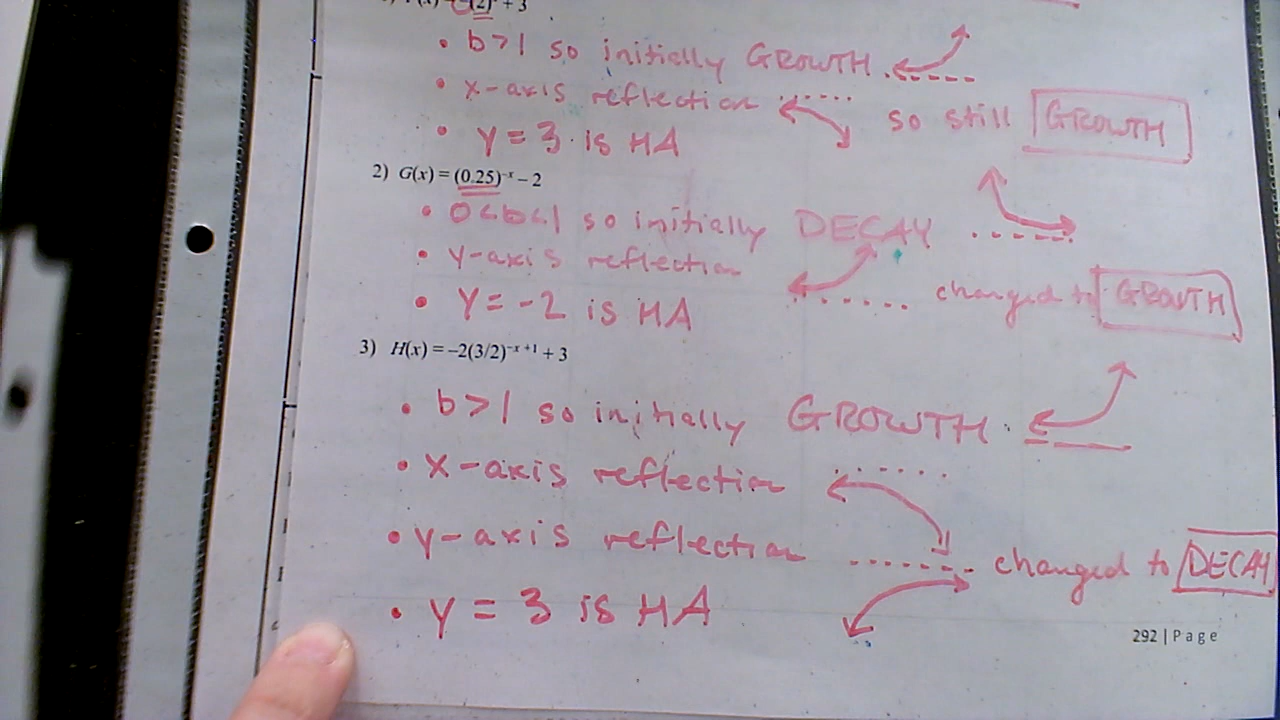 (2) + 3
• b>1 so initially GROWTH
• x-axis reflection so still GROWTH
• y = 3 is HA
2) G(x) = (0.25)^-x – 2
• 0<b<1 so initially DECAY
• y-axis reflection
changed to GROWTH
• y = -2 is HA
3) H(x) = –2(3/2)^-x+1 + 3
• b>1 so initially GROWTH
• x-axis reflection
• y-axis reflection changed to DECAY
• y = 3 is HA
292 | Page